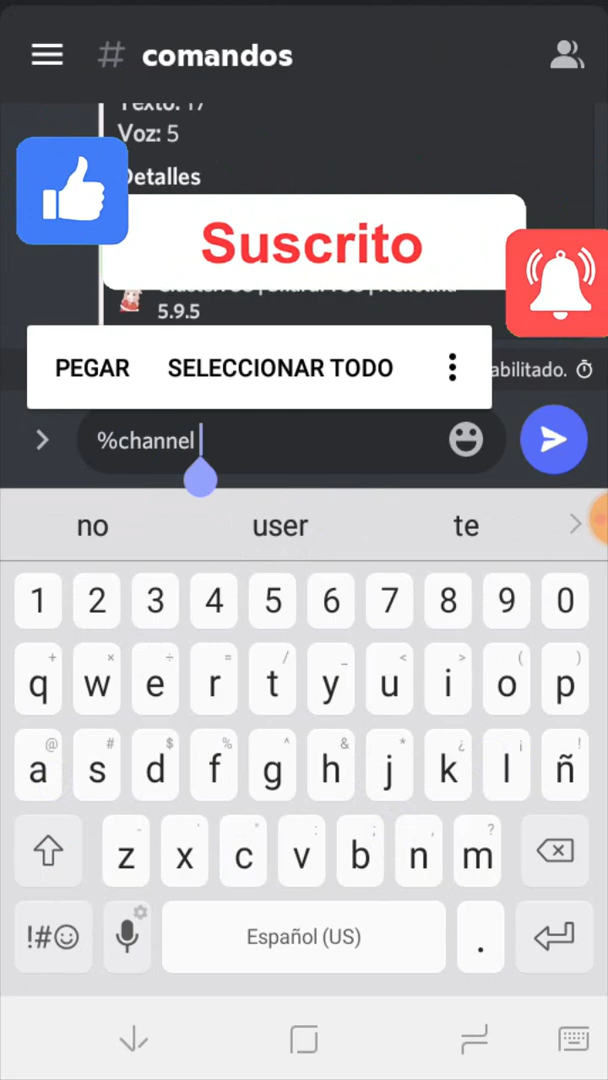 # comandos
Texto: 17
Voz: 5
Detalles
Suscrito
5.9.5
PEGAR SELECCIONAR TODO
abilitado.
%channel
no user te
1 2 3 4 5 6 7 8 9 0
+ × ÷ = / _ < > ( )
q w e r t y u i o p
@ # $ % ^ & * ¿ ¡ !
a s d f g h j k l ñ
- ' " : ; , ?
z x c v b n m
!#☺ Español (US) .